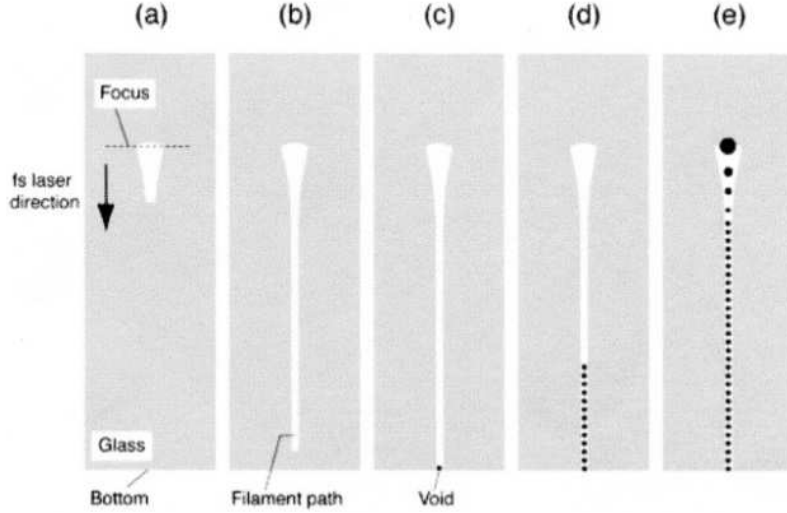 (a) (b) (c) (d) (e)
Focus
fs laser
direction
Glass
Bottom Filament path Void